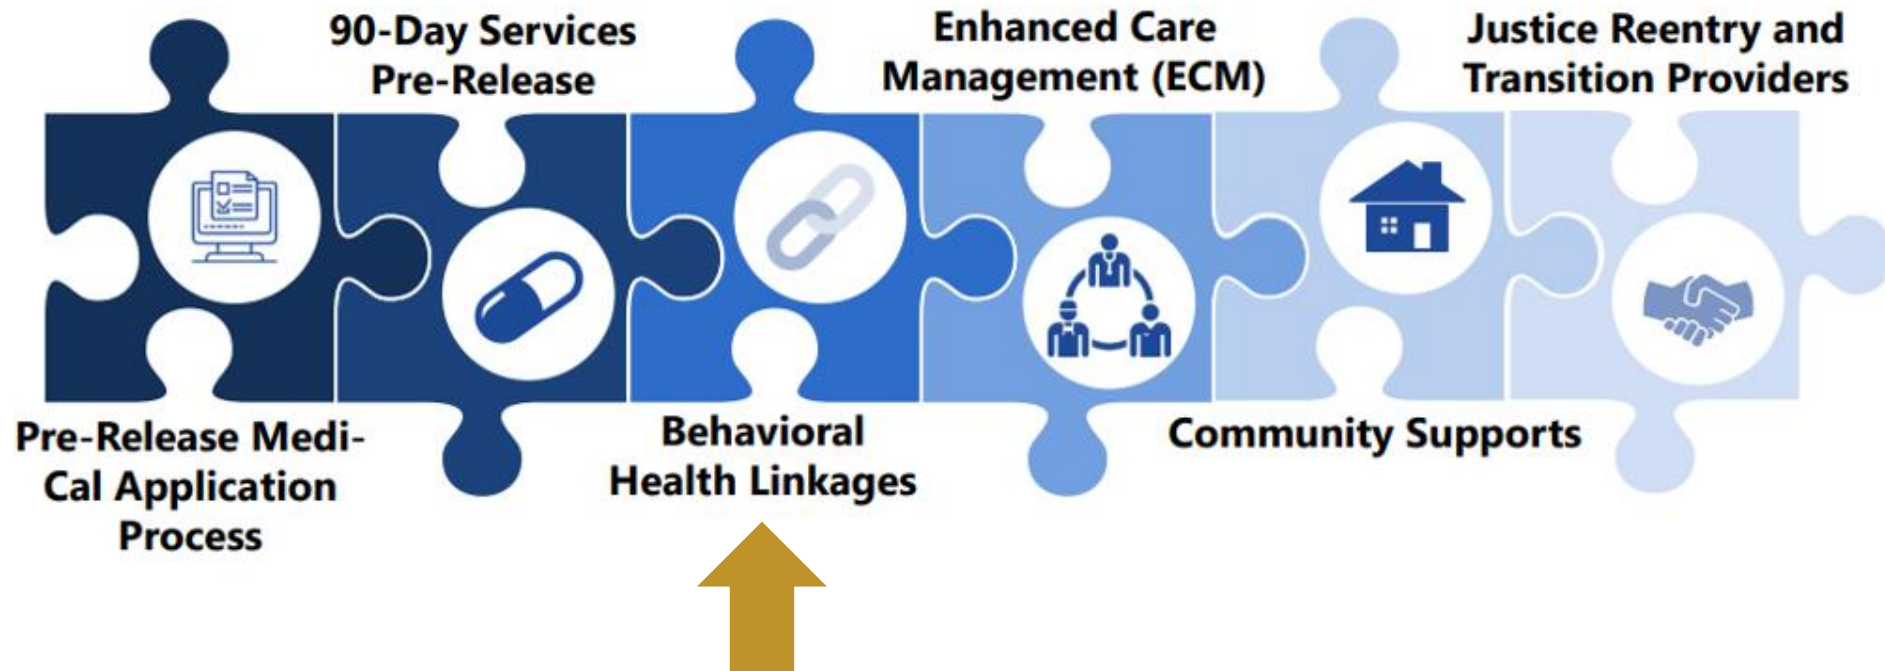 90-Day Services
Pre-Release
Enhanced Care
Management (ECM)
Justice Reentry and
Transition Providers
Pre-Release Medi-
Cal Application
Process
Behavioral
Health Linkages
Community Supports